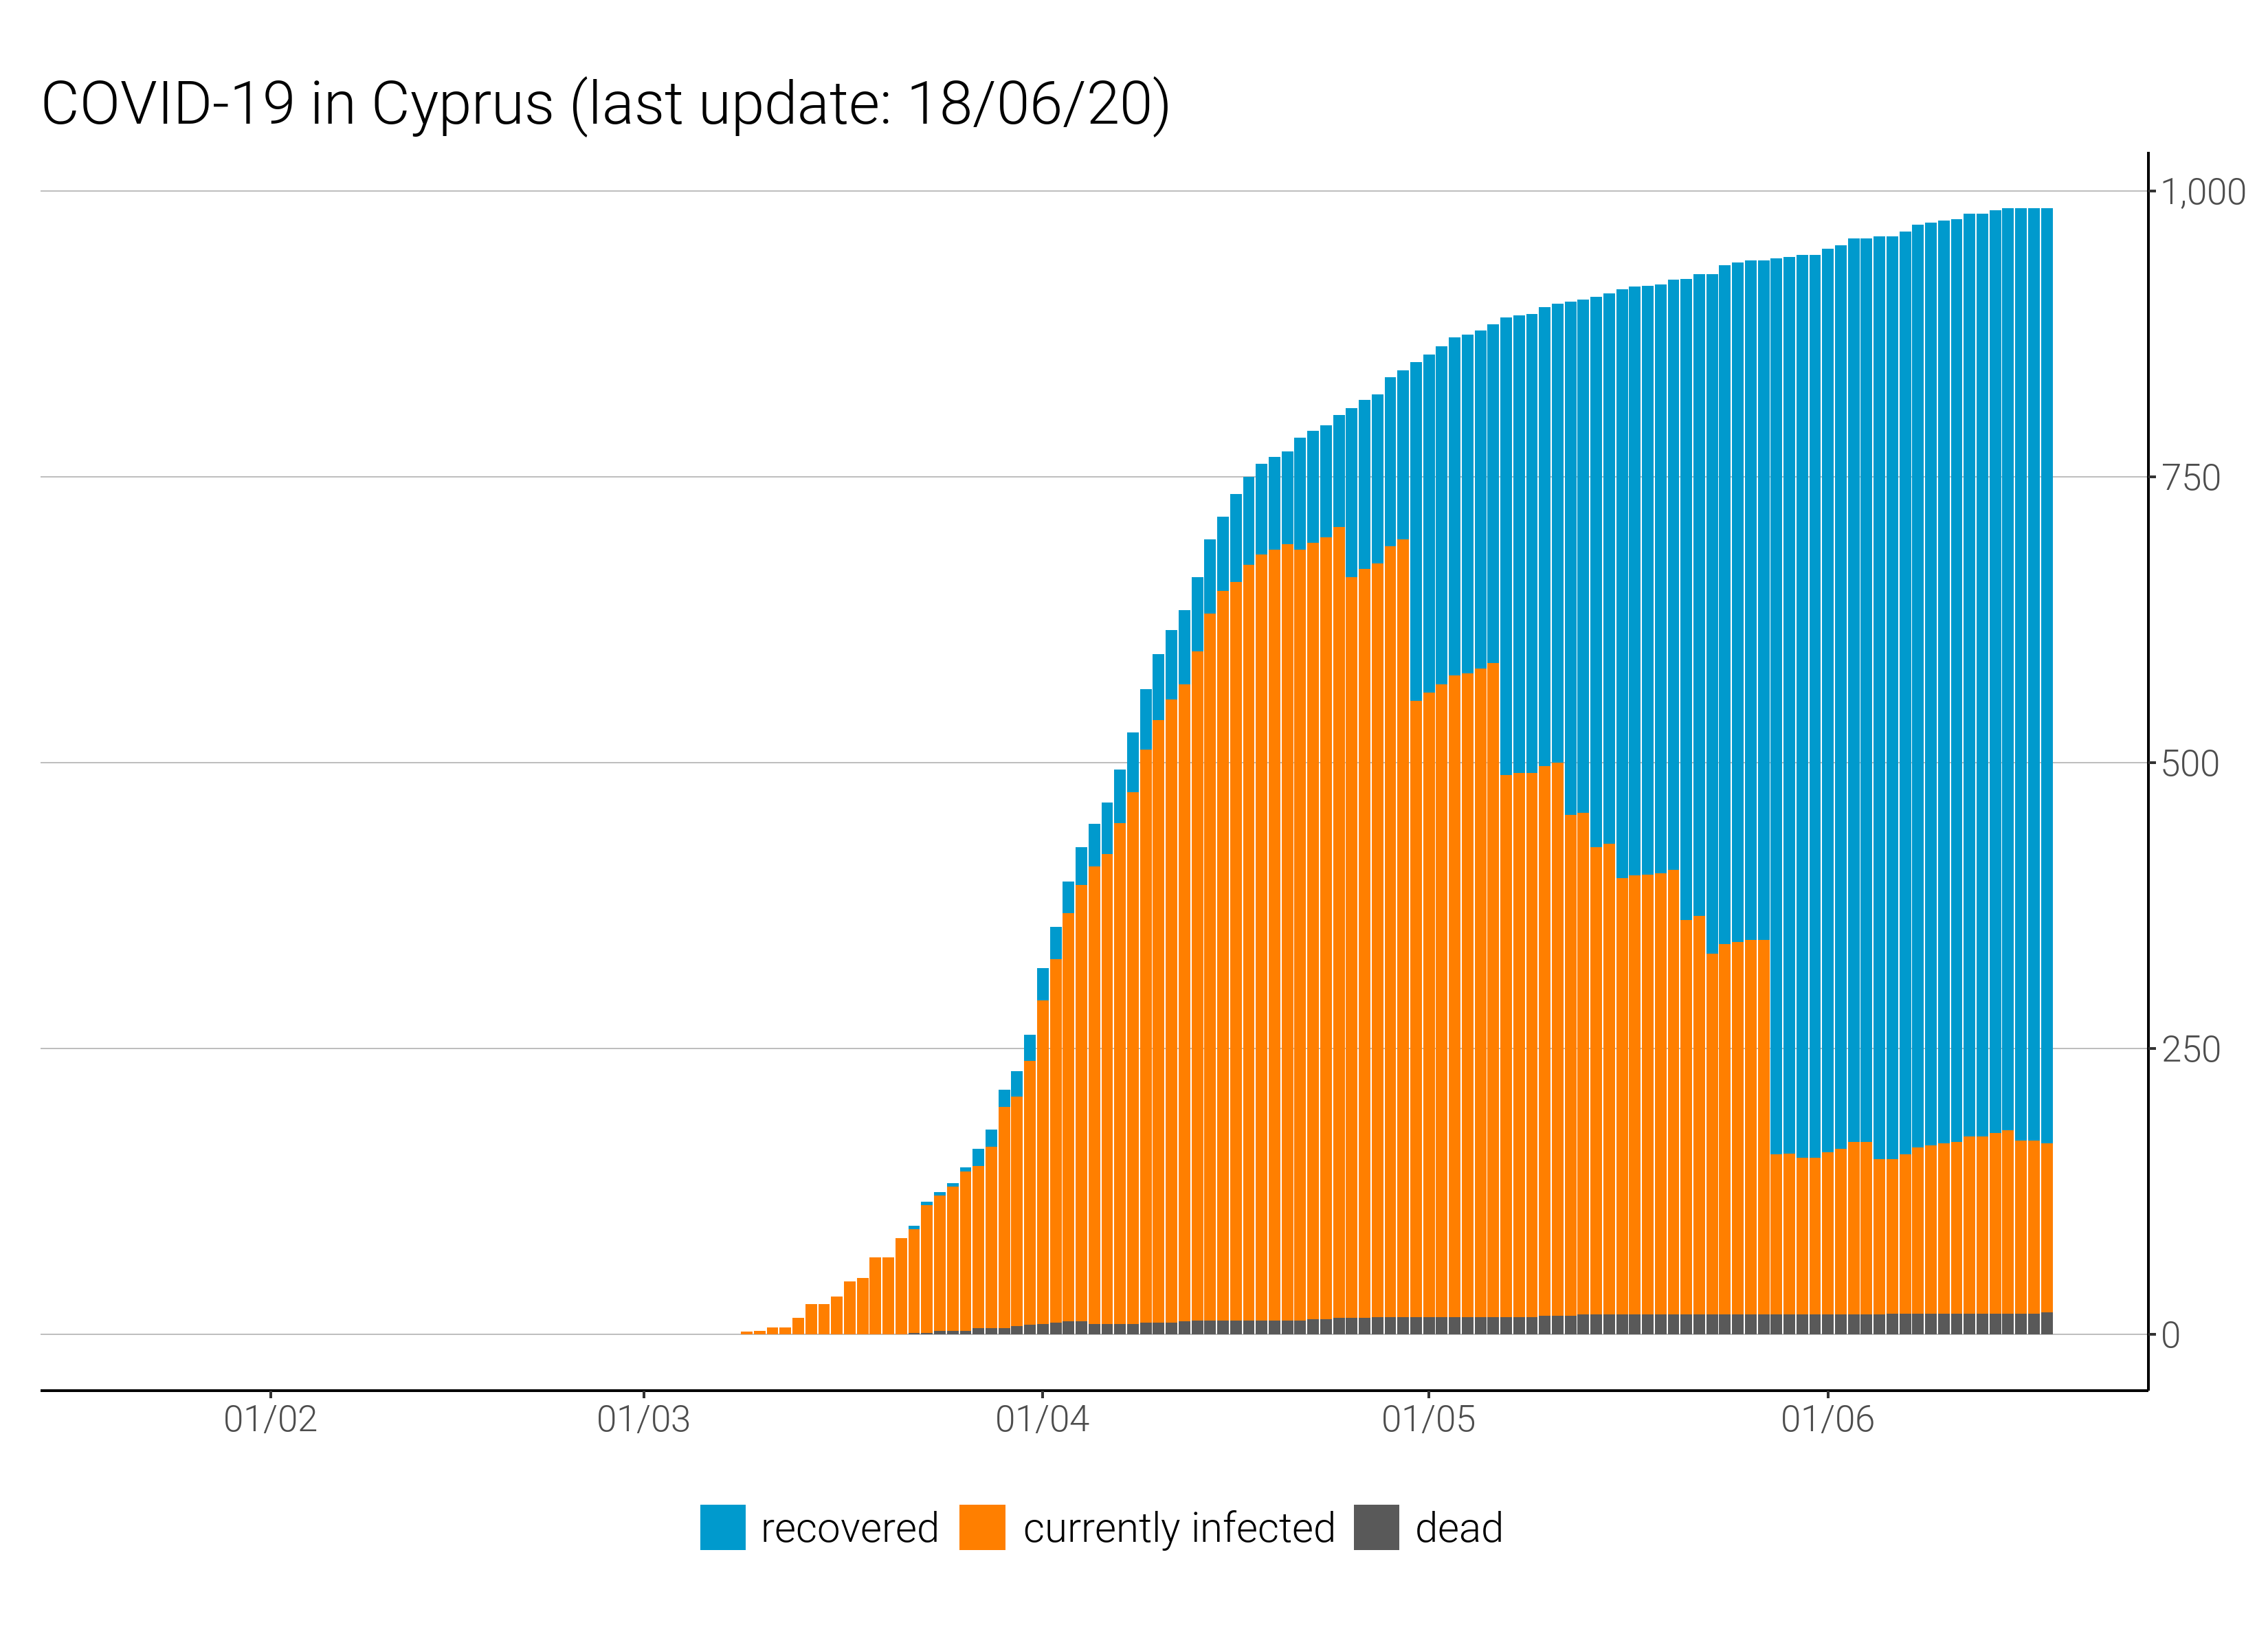 COVID-19 in Cyprus (last update: 18/06/20)
1,000
750
500
250
0
01/02 01/03 01/04 01/05 01/06
recovered currently infected dead